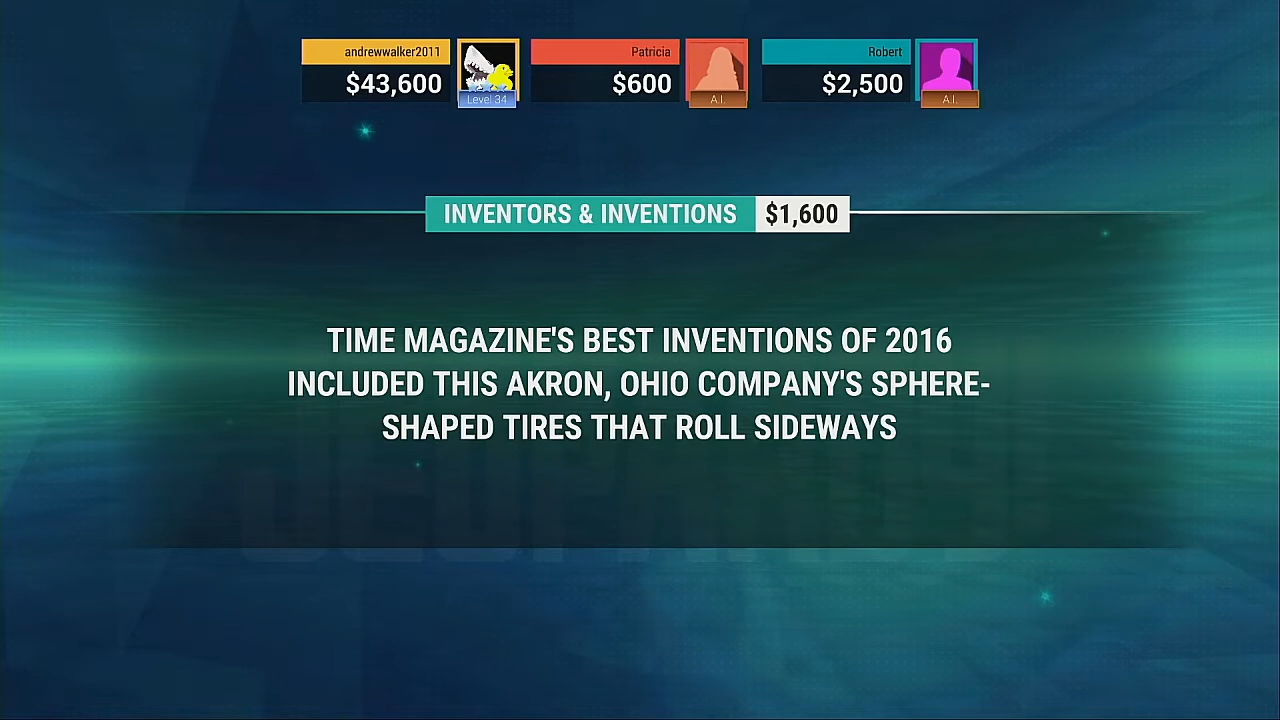 andrewwalker2011 Patricia Robert
$43,600 $600 $2,500
Level 34 A.I. A.I.
INVENTORS & INVENTIONS $1,600
TIME MAGAZINE'S BEST INVENTIONS OF 2016
INCLUDED THIS AKRON, OHIO COMPANY'S SPHERE-
SHAPED TIRES THAT ROLL SIDEWAYS
JEOPARDY!